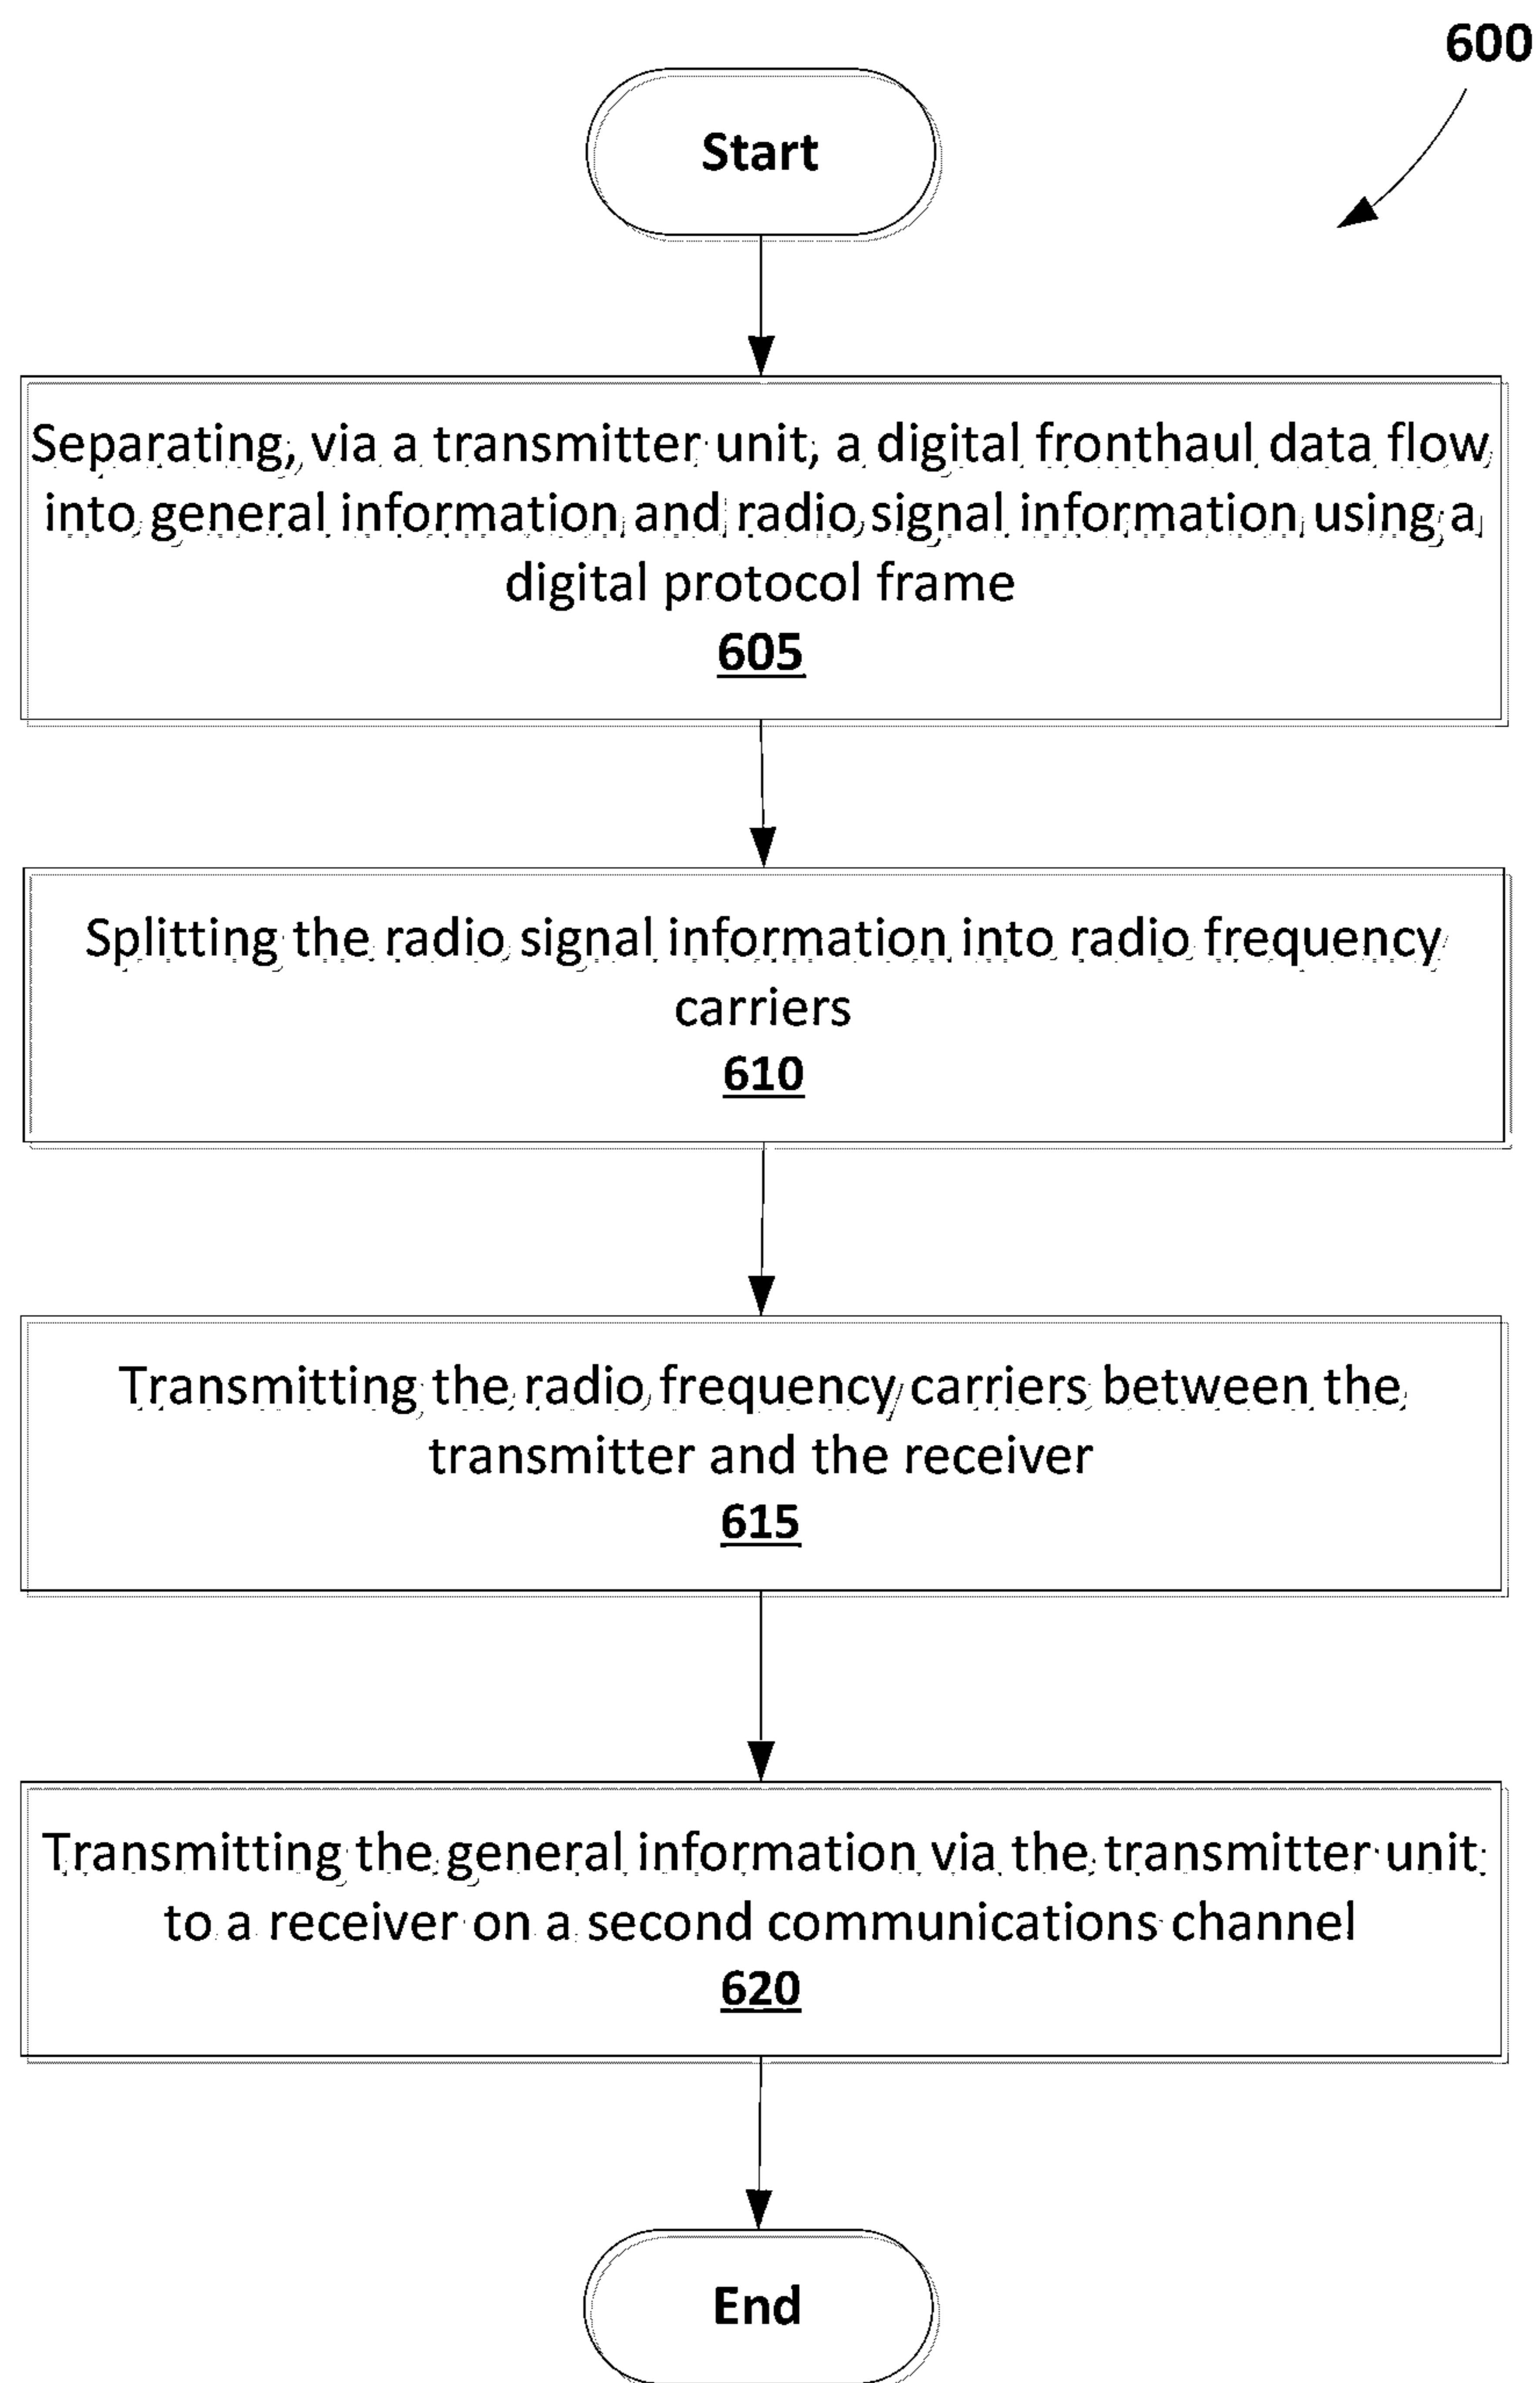 600
Start
Separating, via a transmitter unit, a digital fronthaul data flow
into general information and radio signal information using a
digital protocol frame
605
Splitting the radio signal information into radio frequency
carriers
610
Transmitting the radio frequency carriers between the
transmitter and the receiver
615
Transmitting the general information via the transmitter unit
to a receiver on a second communications channel
620
End